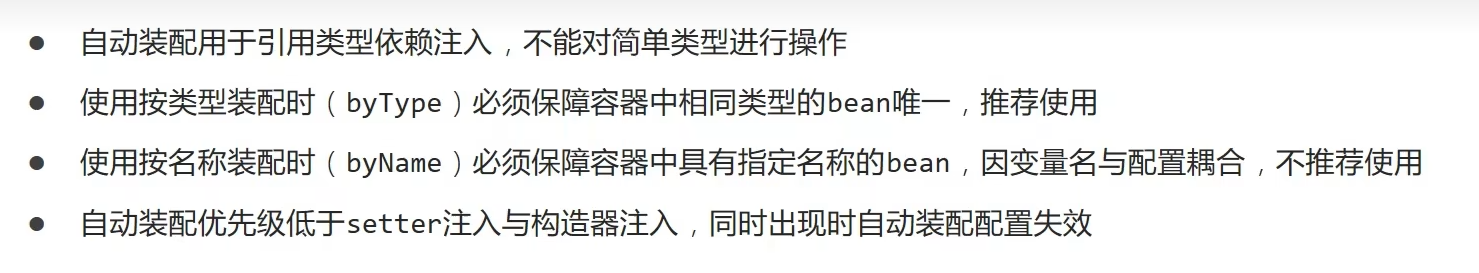 ● 自动装配用于引用类型依赖注入，不能对简单类型进行操作
● 使用按类型装配时（byType）必须保障容器中相同类型的bean唯一，推荐使用
● 使用按名称装配时（byName）必须保障容器中具有指定名称的bean，因变量名与配置耦合，不推荐使用
● 自动装配优先级低于setter注入与构造器注入，同时出现时自动装配配置失效